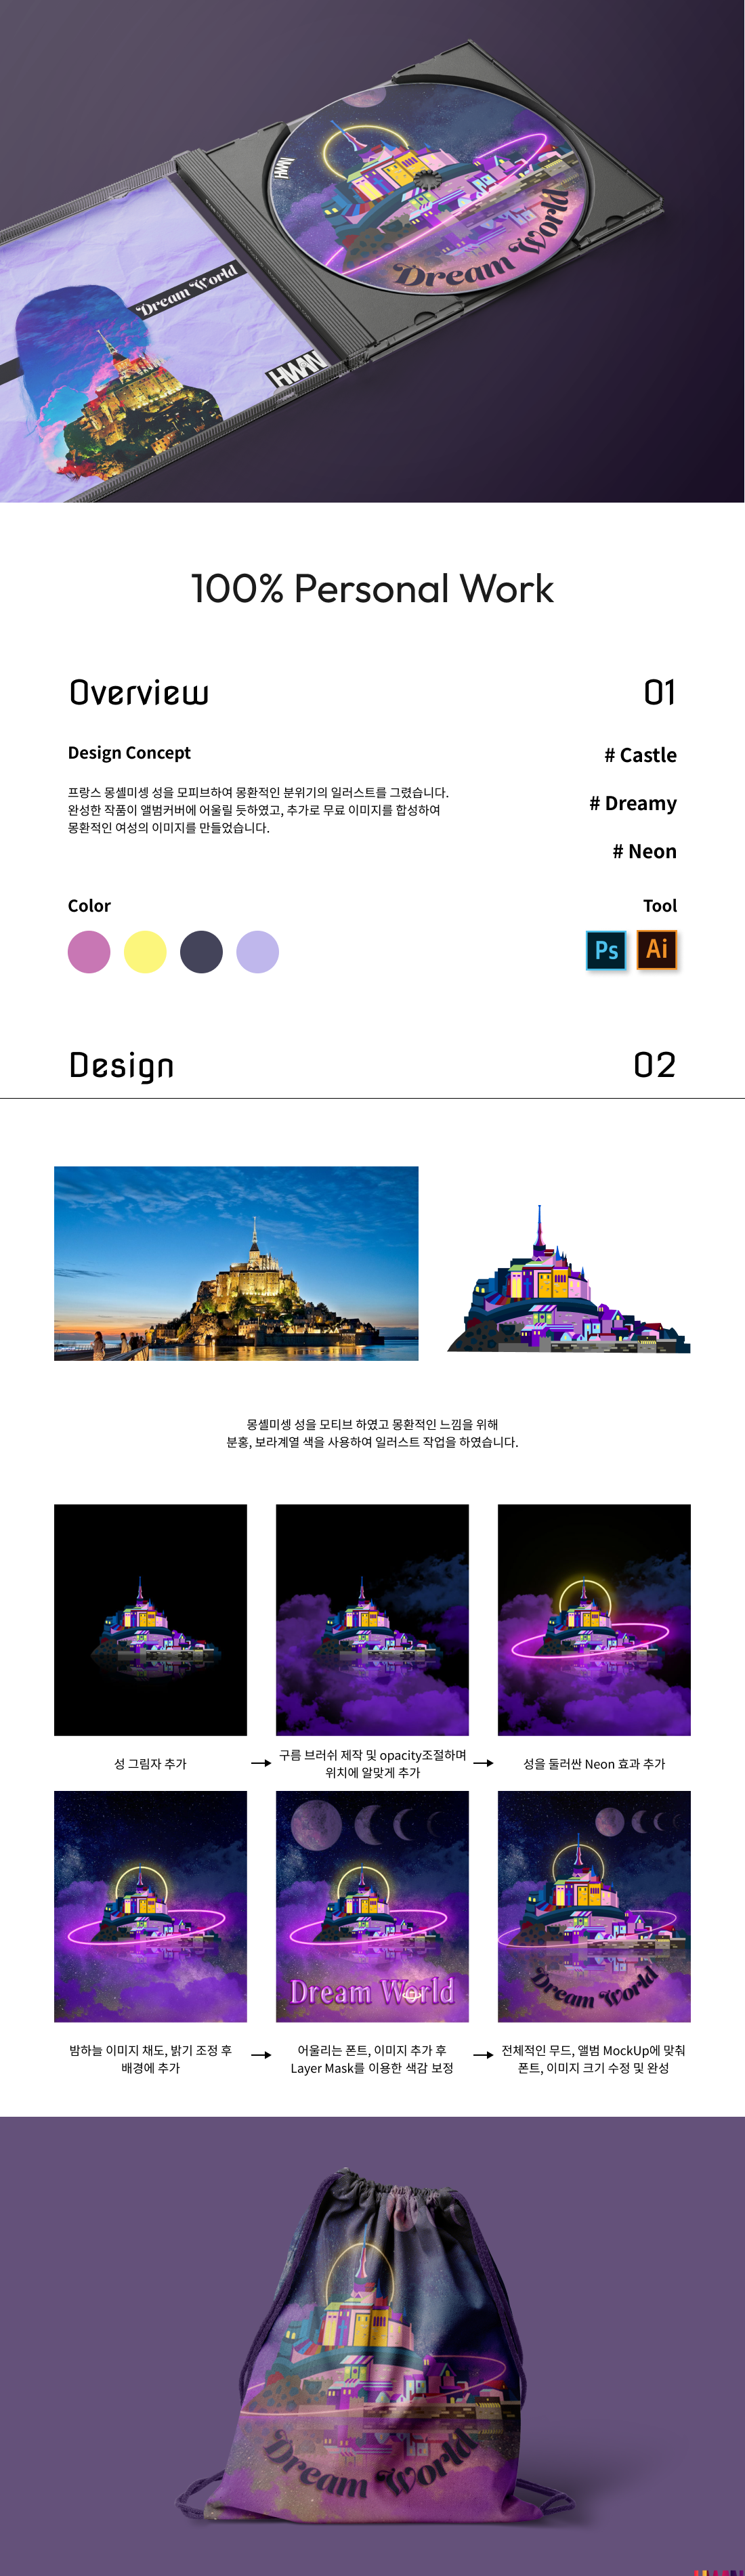 HWAN
Dream World
Dream World
HWAN
100% Personal Work
Overview
01
Design Concept
# Castle
프랑스 몽셸미셍 성을 모피브하여 몽환적인 분위기의 일러스트를 그렸습니다.
완성한 작품이 앨범커버에 어울릴 듯하였고, 추가로 무료 이미지를 합성하여
몽환적인 여성의 이미지를 만들었습니다.
# Dreamy
# Neon
Color
Tool
Ps
Ai
Design
02
몽셸미셍 성을 모티브 하였고 몽환적인 느낌을 위해
분홍, 보라계열 색을 사용하여 일러스트 작업을 하였습니다.
성 그림자 추가
구름 브러쉬 제작 및 opacity조절하며
위치에 알맞게 추가
성을 둘러싼 Neon 효과 추가
Dream World
Dream World
밤하늘 이미지 채도, 밝기 조정 후
배경에 추가
어울리는 폰트, 이미지 추가 후
Layer Mask를 이용한 색감 보정
전체적인 무드, 앨범 MockUp에 맞춰
폰트, 이미지 크기 수정 및 완성
Dream World